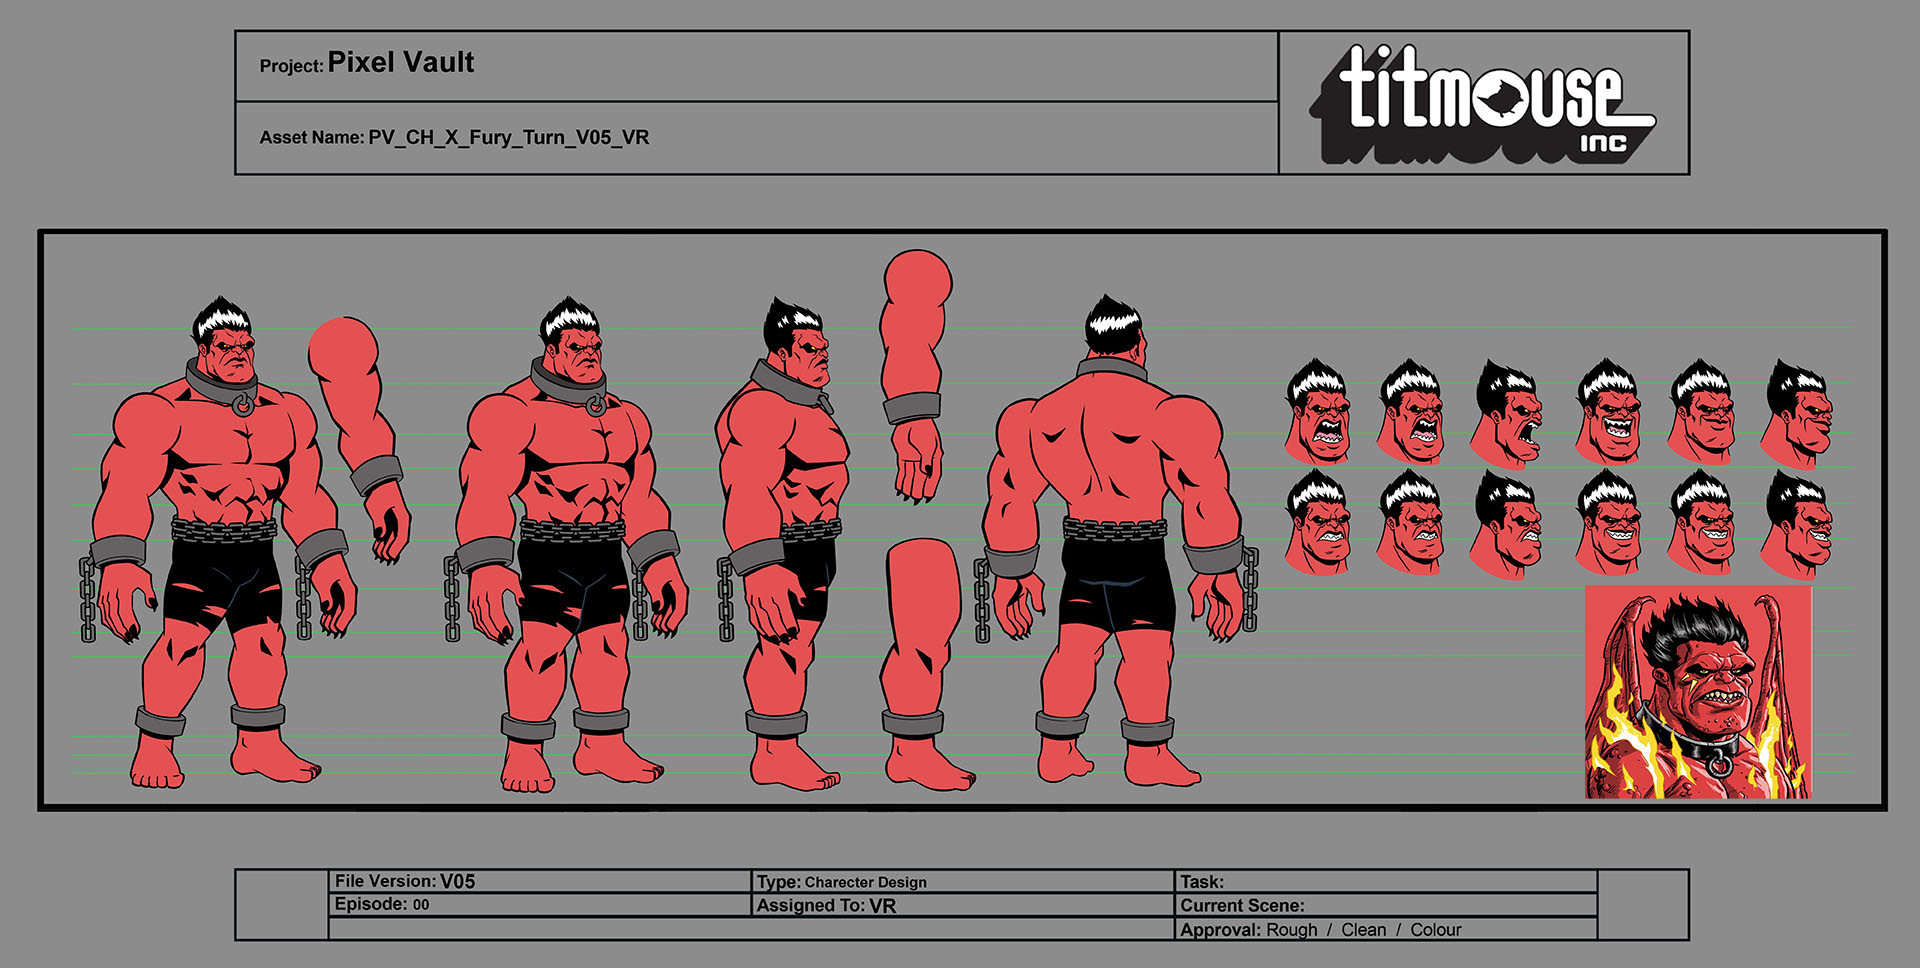 Project: Pixel Vault
Asset Name: PV_CH_X_Fury_Turn_V05_VR
titmouse
inc
File Version: V05
Type: Charecter Design
Task:
Episode: 00
Assigned To: VR
Current Scene:
Approval: Rough / Clean / Colour